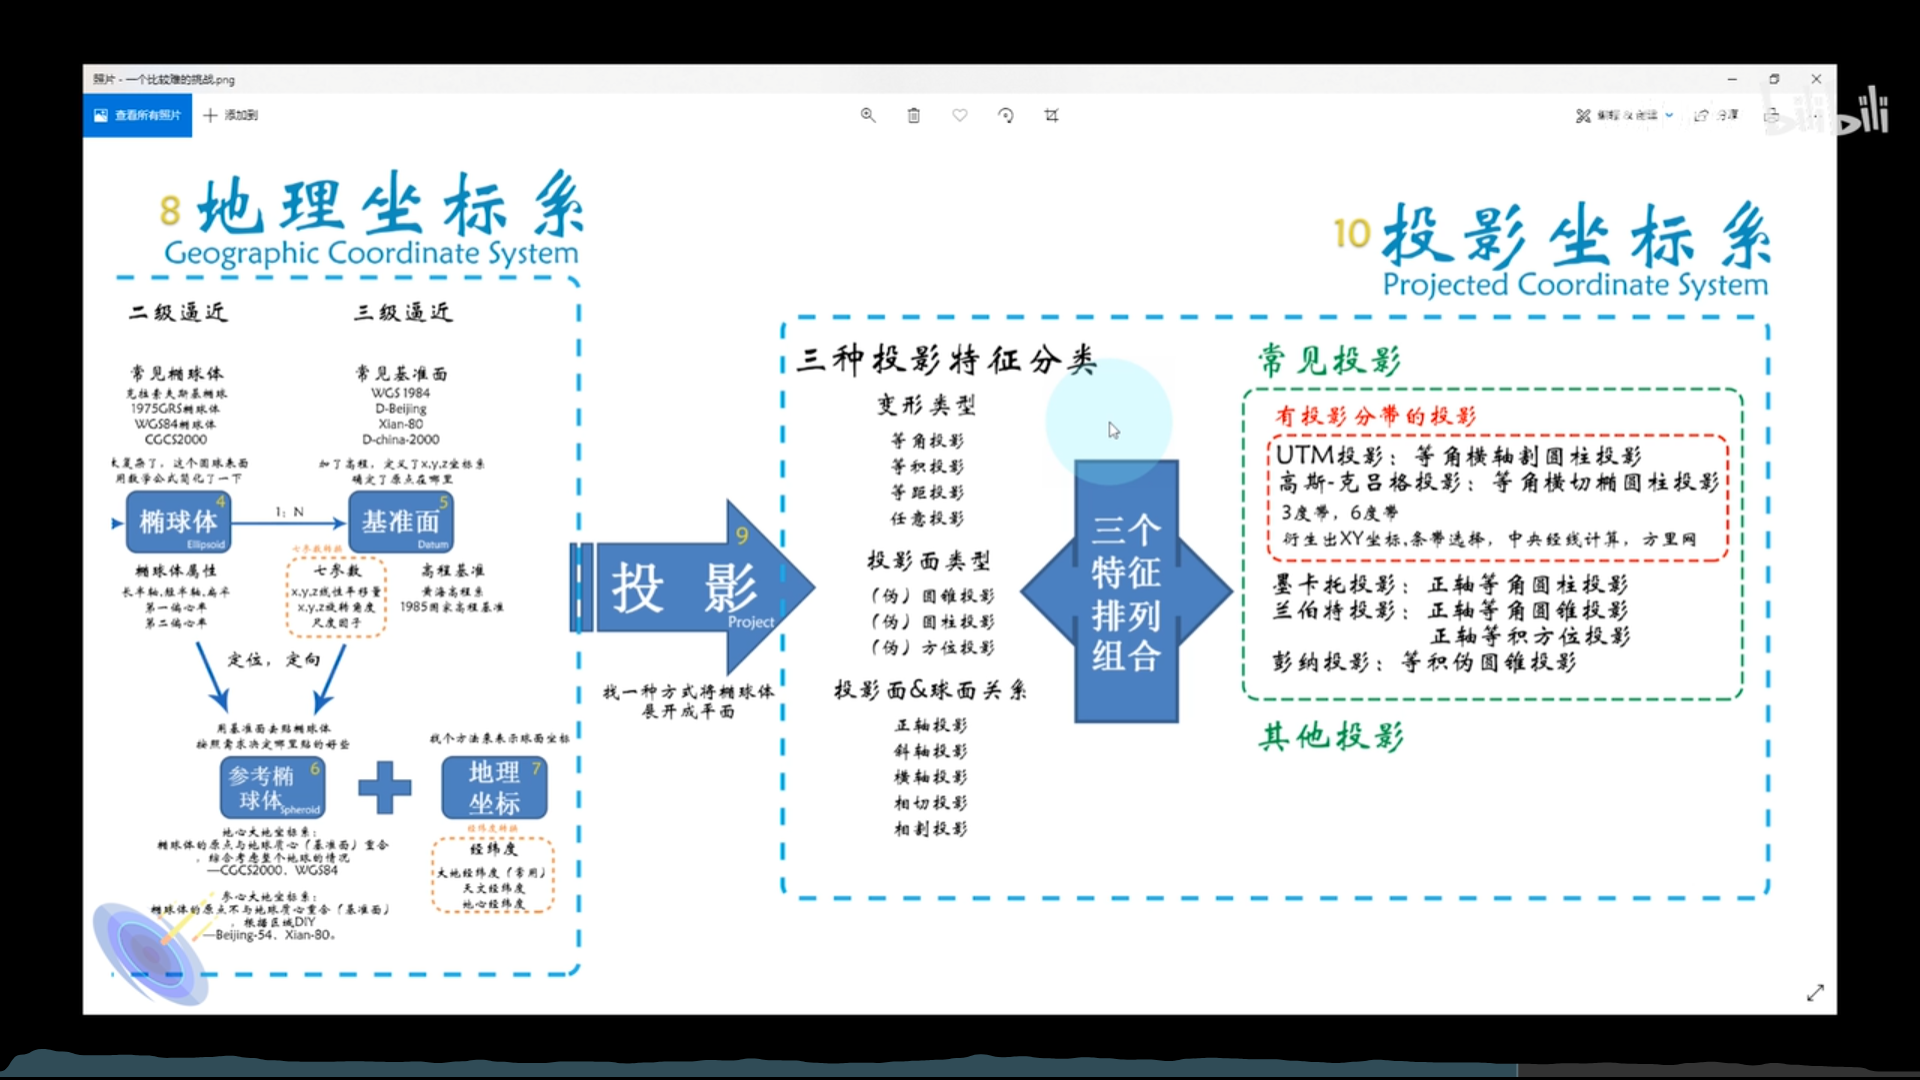 照片 - 一个比较难的挑战.png
查看所有照片
添加到
编辑 & 创建
分享
bilibili
8 地理坐标系
Geographic Coordinate System
二级逼近
三级逼近
常见椭球体
克拉索夫斯基椭球
1975GRS椭球体
WGS84椭球体
CGCS2000
常见基准面
WGS 1984
D-Beijing
Xian-80
D-china-2000
太复杂了，这个圆球表面
用数学公式简化了一下
加了高程，定义了x,y,z坐标系
确定了原点在哪里
4
椭球体
Ellipsoid
1：N
5
基准面
Datum
椭球体属性
长半轴,短半轴,扁平
第一偏心率
第二偏心率
七参数转换
七参数
x,y,z线性平移量
x,y,z旋转角度
尺度因子
高程基准
黄海高程系
1985国家高程基准
定位，定向
用基准面去贴椭球体
按照需求决定哪里贴的好些
找个方法来表示球面坐标
6
参考椭
球体
Spheroid
7
地理
坐标
地心大地坐标系：
椭球体的原点与地球质心（基准面）重合
，综合考虑整个地球的情况
—CGCS2000、WGS84
参心大地坐标系：
椭球体的原点不与地球质心重合（基准面）
，根据区域DIY
—Beijing-54、Xian-80。
经纬度转换
经纬度
大地经纬度（常用）
天文经纬度
地心经纬度
9
投 影
Project
找一种方式将椭球体
展开成平面
10 投影坐标系
Projected Coordinate System
三种投影特征分类
变形类型
等角投影
等积投影
等距投影
任意投影
投影面类型
（伪）圆锥投影
（伪）圆柱投影
（伪）方位投影
投影面&球面关系
正轴投影
斜轴投影
横轴投影
相切投影
相割投影
三个
特征
排列
组合
常见投影
有投影分带的投影
UTM投影：等角横轴割圆柱投影
高斯-克吕格投影：等角横切椭圆柱投影
3度带，6度带
衍生出XY坐标,条带选择，中央经线计算，方里网
墨卡托投影：正轴等角圆柱投影
兰伯特投影：正轴等角圆锥投影
正轴等积方位投影
彭纳投影：等积伪圆锥投影
其他投影